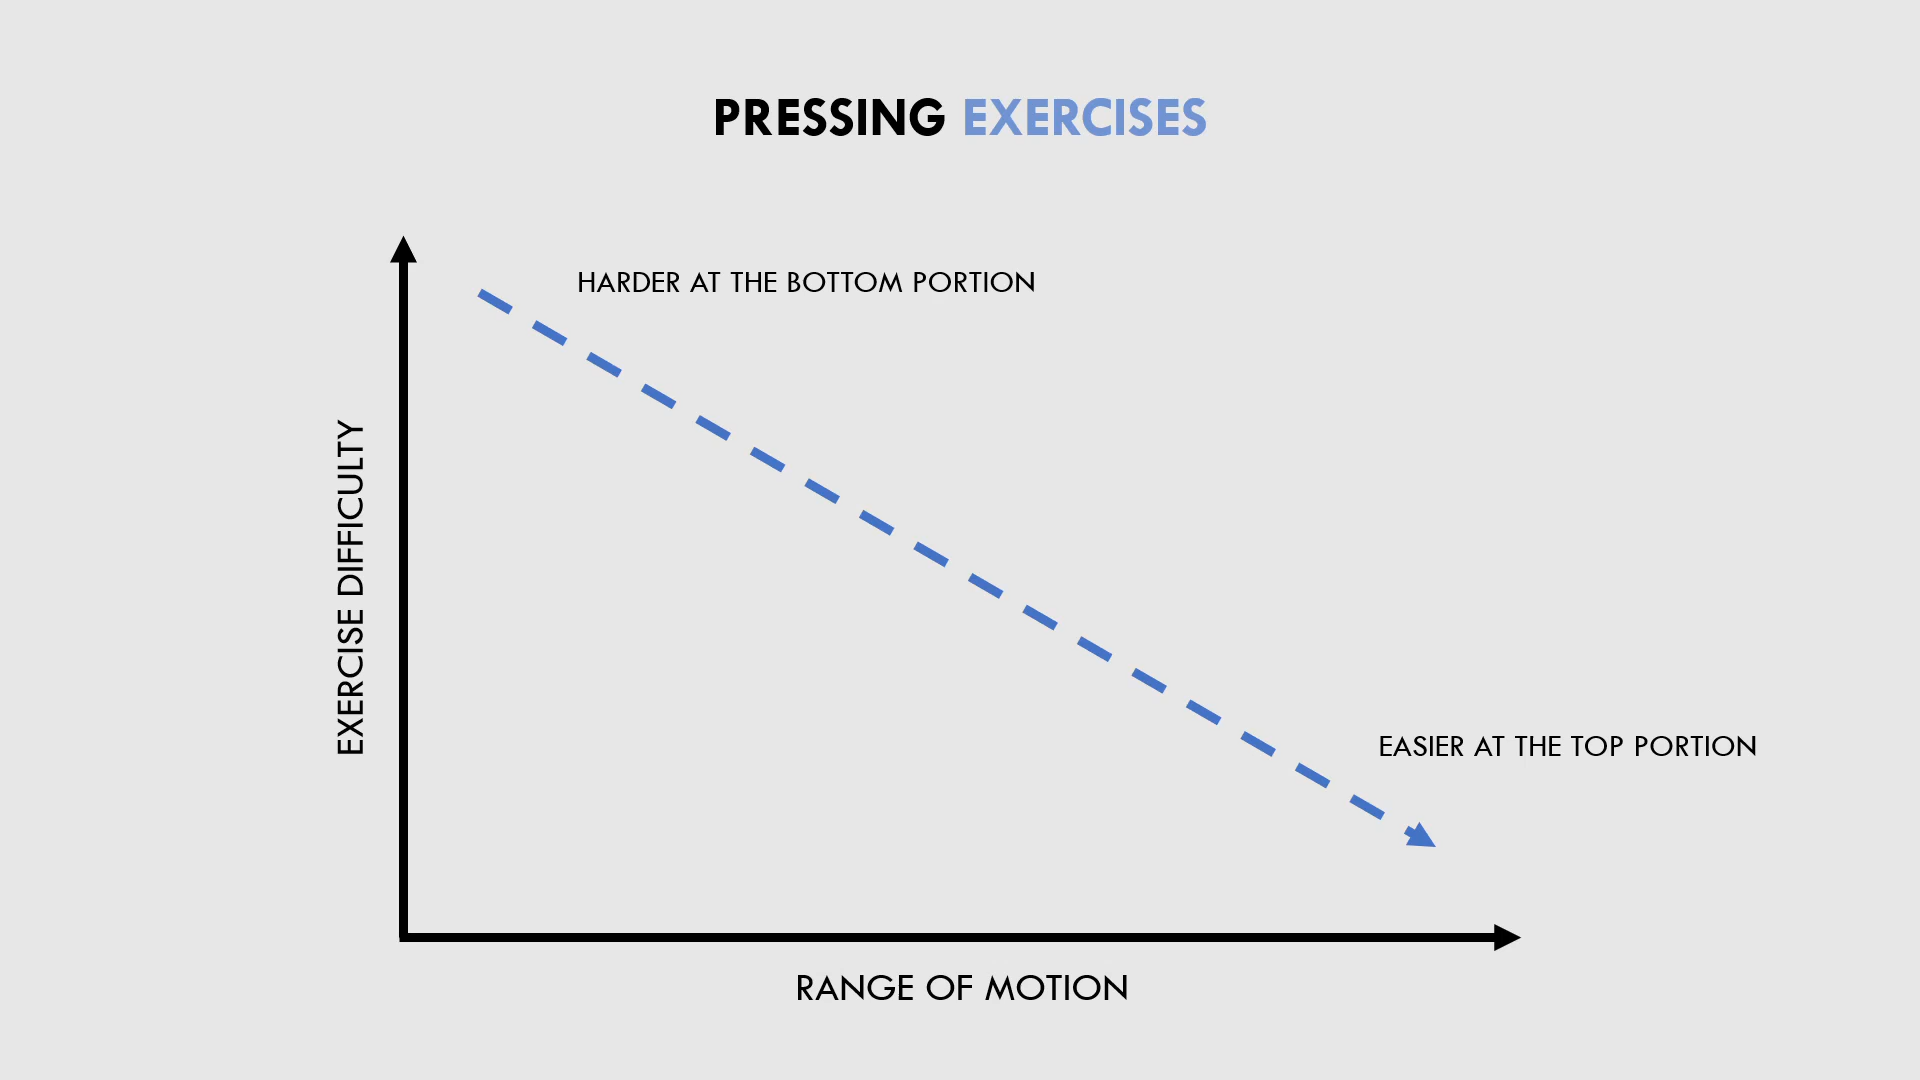 PRESSING EXERCISES
HARDER AT THE BOTTOM PORTION
EXERCISE DIFFICULTY
EASIER AT THE TOP PORTION
RANGE OF MOTION